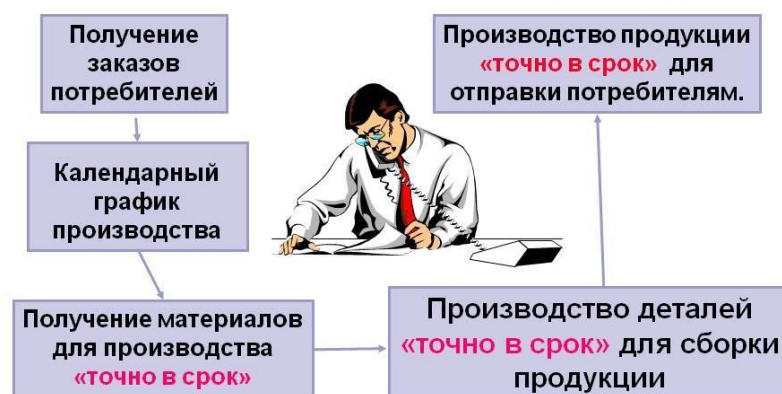 Получение
заказов
потребителей
Календарный
график
производства
Получение материалов
для производства
«точно в срок»
Производство деталей
«точно в срок» для сборки
продукции
Производство продукции
«точно в срок» для
отправки потребителям.